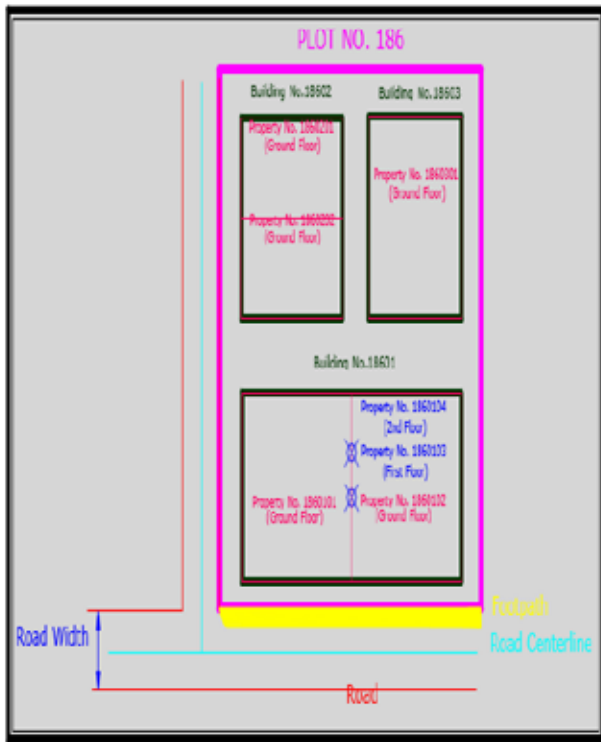 PLOT NO. 186
Building No.18602
Building No.18603
Property No. 1860201
(Ground Floor)
Property No. 1860301
(Ground Floor)
Property No. 1860202
(Ground Floor)
Building No.18601
Property No. 1860104
(2nd Floor)
Property No. 1860103
(First Floor)
Property No. 1860101
(Ground Floor)
Property No. 1860102
(Ground Floor)
Footpath
Road Width
Road Centerline
Road